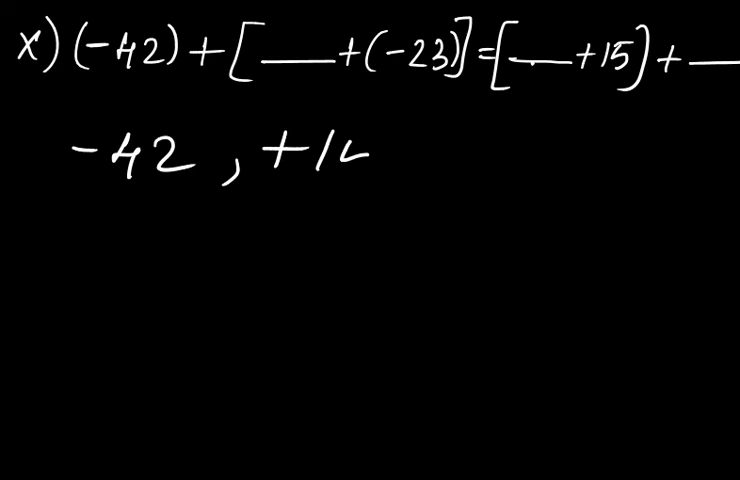 x) (-42) + [ ___ + (-23)] = [ ___ + 15] + ___
-42 , +1